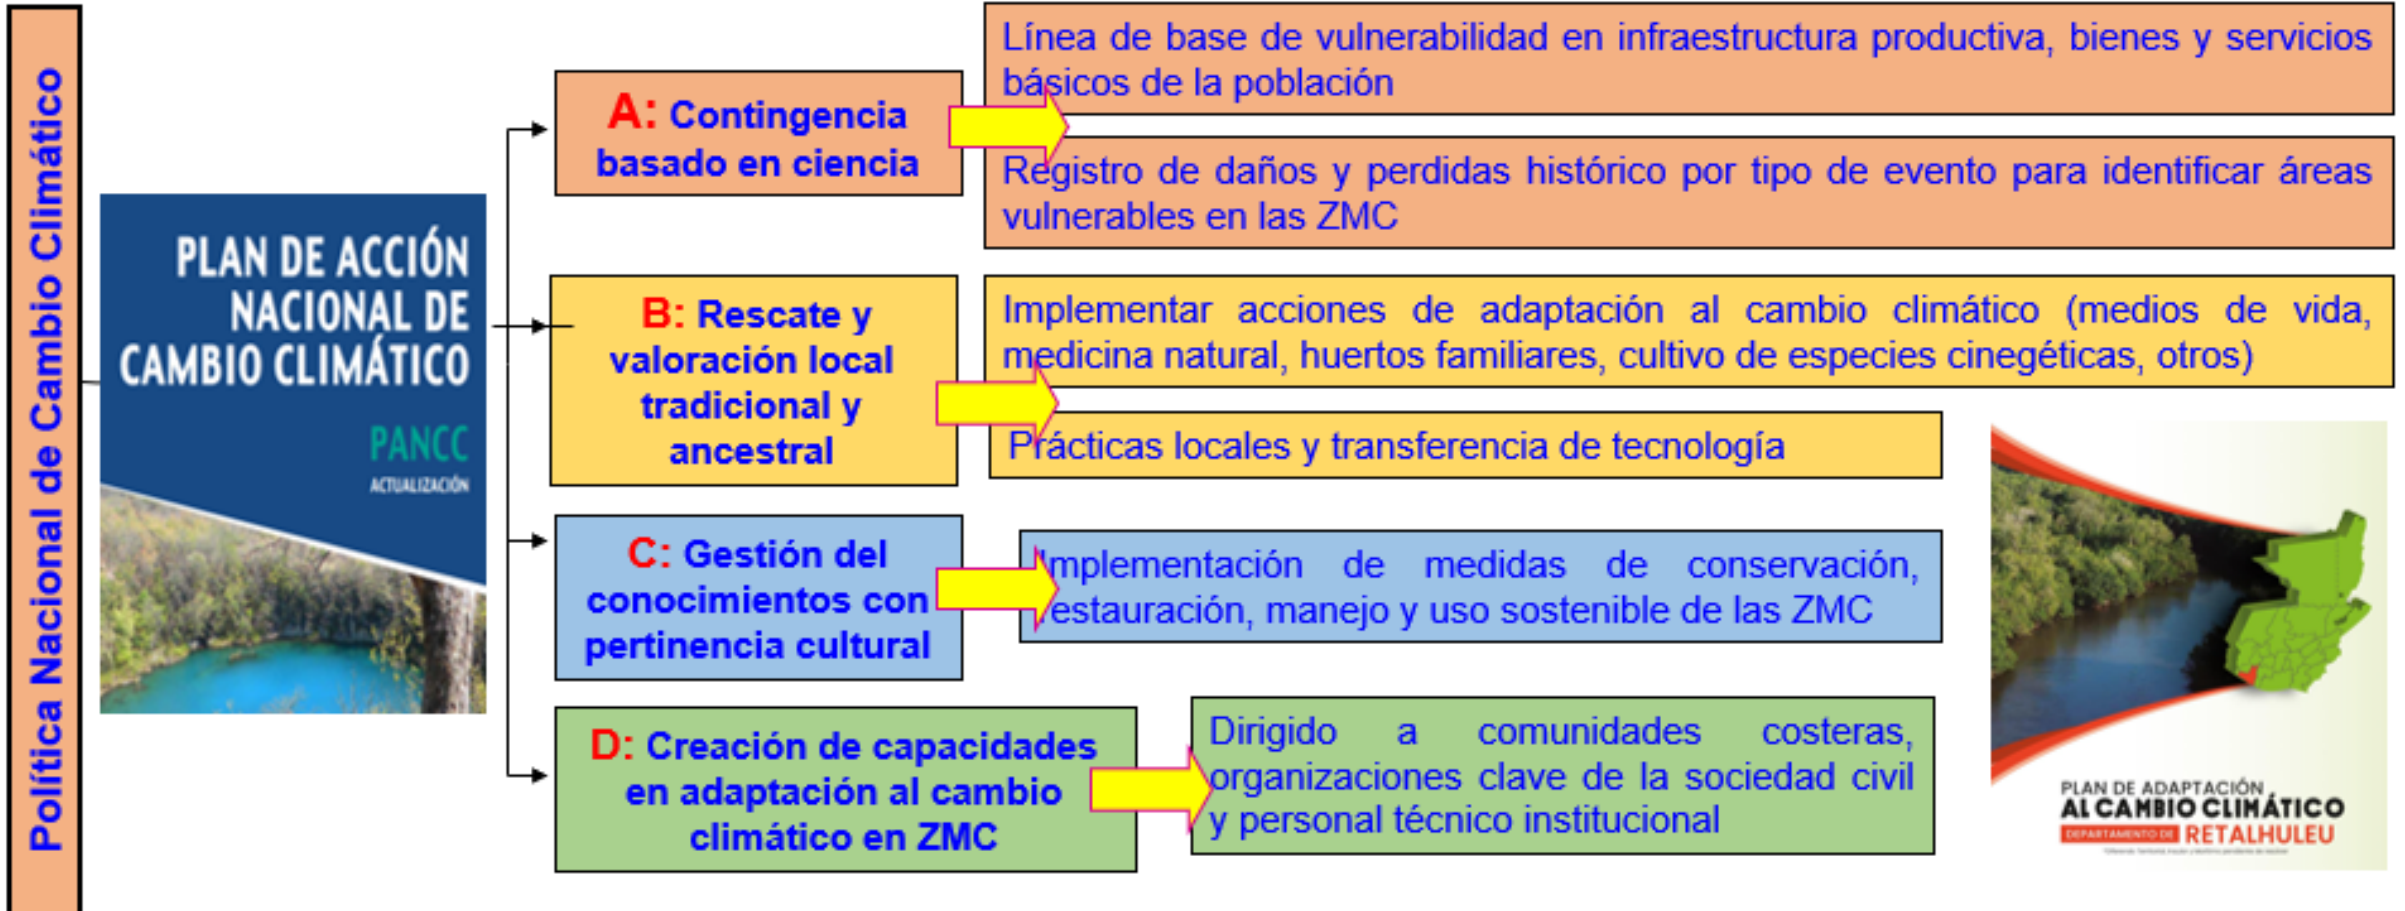 Política Nacional de Cambio Climático
PLAN DE ACCIÓN
NACIONAL DE
CAMBIO CLIMÁTICO
PANCC
ACTUALIZACIÓN
A: Contingencia
basado en ciencia
Línea de base de vulnerabilidad en infraestructura productiva, bienes y servicios
básicos de la población
Registro de daños y perdidas histórico por tipo de evento para identificar áreas
vulnerables en las ZMC
B: Rescate y
valoración local
tradicional y
ancestral
Implementar acciones de adaptación al cambio climático (medios de vida,
medicina natural, huertos familiares, cultivo de especies cinegéticas, otros)
Prácticas locales y transferencia de tecnología
C: Gestión del
conocimientos con
pertinencia cultural
Implementación de medidas de conservación,
restauración, manejo y uso sostenible de las ZMC
D: Creación de capacidades
en adaptación al cambio
climático en ZMC
Dirigido a comunidades costeras,
organizaciones clave de la sociedad civil
y personal técnico institucional
PLAN DE ADAPTACIÓN
AL CAMBIO CLIMÁTICO
DEPARTAMENTO DE RETALHULEU